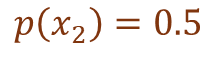 p(x₂) = 0.5